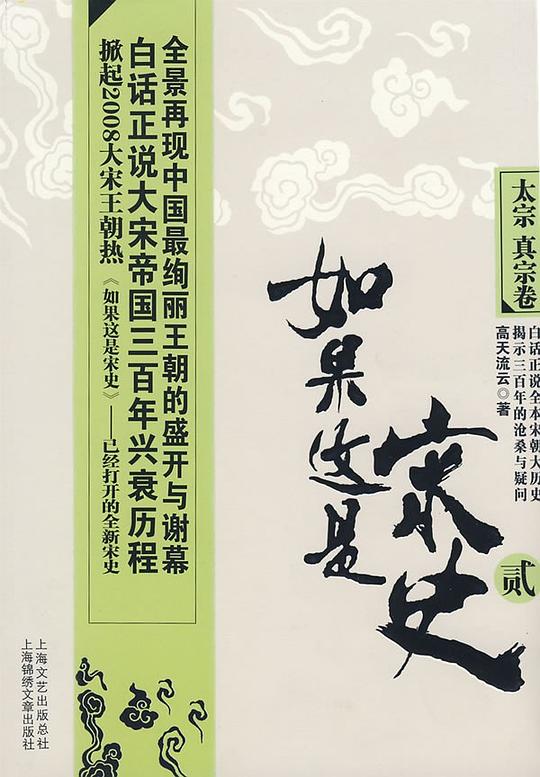 太宗 真宗卷
白话正说全本宋朝大历史
揭示三百年的沧桑与疑问
高天流云◎著
如果这是
宋史
贰
全景再现中国最绚丽王朝的盛开与谢幕
白话正说大宋帝国三百年兴衰历程
掀起2008大宋王朝热 《如果这是宋史》——已经打开的全新宋史
上海文艺出版总社
上海锦绣文章出版社